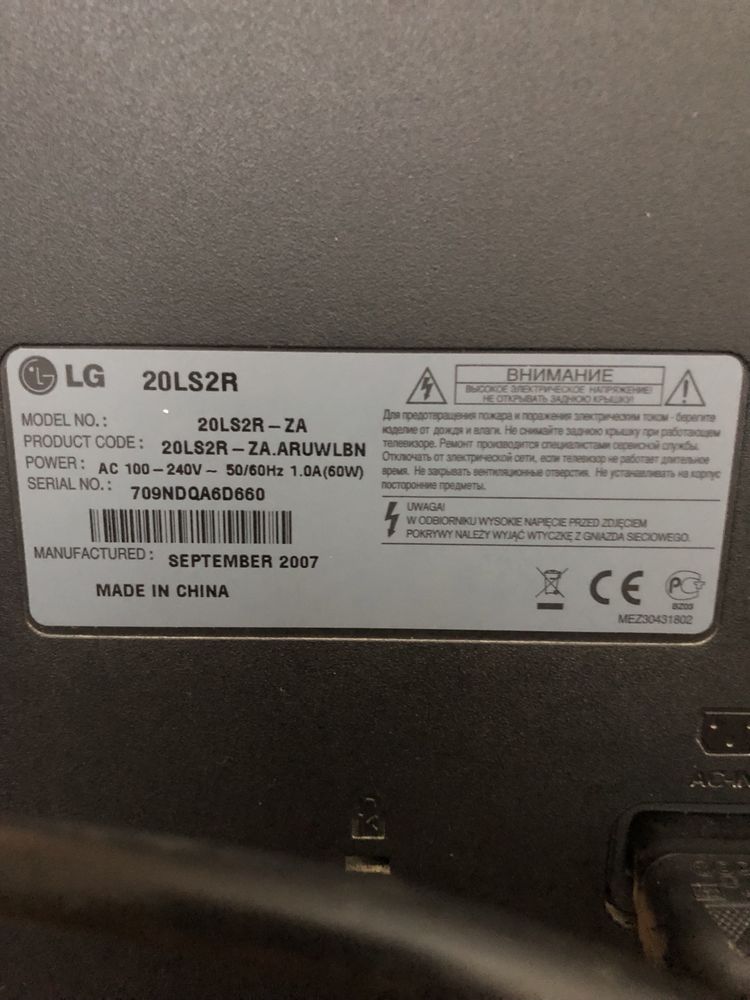 LG 20LS2R
MODEL NO.: 20LS2R-ZA
PRODUCT CODE: 20LS2R-ZA.ARUWLBN
POWER: AC 100-240V~ 50/60Hz 1.0A(60W)
SERIAL NO.: 709NDQA6D660
MANUFACTURED: SEPTEMBER 2007
MADE IN CHINA
ВНИМАНИЕ
ВЫСОКОЕ ЭЛЕКТРИЧЕСКОЕ НАПРЯЖЕНИЕ!
НЕ ОТКРЫВАТЬ ЗАДНЮЮ КРЫШКУ!
Для предотвращения пожара и поражения электрическим током - берегите
изделие от дождя и влаги. Не снимайте заднюю крышку при работающем
телевизоре. Ремонт производится специалистами сервисной службы.
Отключать от электрической сети, если телевизор не работает длительное
время. Не закрывать вентиляционные отверстия. Не устанавливать на корпус
посторонние предметы.
UWAGA!
W ODBIORNIKU WYSOKIE NAPIĘCIE PRZED ZDJĘCIEM
POKRYWY NALEŻY WYJĄĆ WTYCZKĘ Z GNIAZDA SIECIOWEGO.
CE
BZ03
MEZ30431802
AC-IN